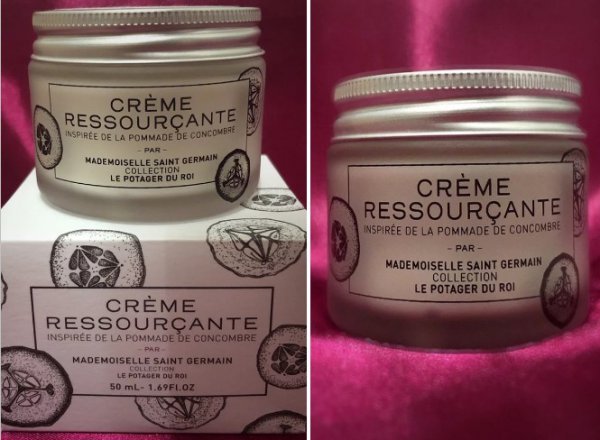 CRÈME
RESSOURÇANTE
INSPIRÉE DE LA POMMADE DE CONCOMBRE
- PAR -
MADEMOISELLE SAINT GERMAIN
COLLECTION
LE POTAGER DU ROI
CRÈME
RESSOURÇANTE
INSPIRÉE DE LA POMMADE DE CONCOMBRE
- PAR -
MADEMOISELLE SAINT GERMAIN
COLLECTION
LE POTAGER DU ROI
50 mL- 1.69FL.OZ
CRÈME
RESSOURÇANTE
INSPIRÉE DE LA POMMADE DE CONCOMBRE
- PAR -
MADEMOISELLE SAINT GERMAIN
COLLECTION
LE POTAGER DU ROI